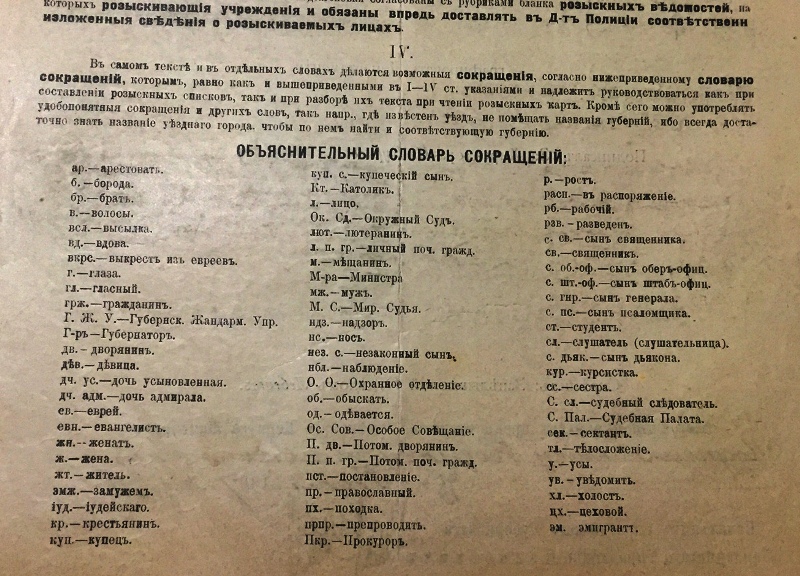 которыхъ розыскивающія учрежденія и обязаны впредь доставлять въ Д-тъ Полиціи соотвѣтственн
изложенныя свѣдѣнія о розыскиваемыхъ лицахъ.
IV.
Въ самомъ текстѣ и въ отдѣльныхъ словахъ дѣлаются возможныя сокращенія, согласно нижеприведенному словарю
сокращеній, которымъ, равно какъ и вышеприведенными въ I—IV ст. указаніями и надлежитъ руководствоваться какъ при
составленіи розыскныхъ списковъ, такъ и при разборѣ ихъ текста при чтеніи розыскныхъ картъ. Кромѣ сего можно употреблять
удобопонятныя сокращенія и другихъ словъ, такъ напр., гдѣ извѣстенъ уѣздъ, не помѣщать названія губерній, ибо всегда доста-
точно знать названіе уѣзднаго города, чтобы по немъ найти и соотвѣтствующую губернію.
ОБЪЯСНИТЕЛЬНЫЙ СЛОВАРЬ СОКРАЩЕНІЙ:
ар.—арестовать.
б.—борода.
бр.—братъ.
в.—волосы.
всл.—высылка.
вд.—вдова.
вкрс.—выкрестъ изъ евреевъ.
г.—глаза.
гл.—гласный.
грж.—гражданинъ.
Г. Ж. У.—Губернск. Жандарм. Упр.
Г-ръ—Губернаторъ.
дв.- дворянинъ.
дѣв.—дѣвица.
дч. ус.—дочь усыновленная.
дч. адм.—дочь адмирала.
ев.—еврей.
евн.—евангелистъ.
жн.—женатъ.
ж.—жена.
жт.—житель.
змж.—замужемъ.
іуд.—іудейскаго.
кр.—крестьянин.
куп.—купецъ.
куп. с.—купеческій сынъ.
Кт.—Католикъ.
л.—лицо.
Ок. Сд.—Окружный Судъ.
лют.—лютеранинъ.
л. п. гр.—личный поч. гражд.
м.—мѣщанинъ.
М-ра—Министра
мж.—мужъ.
М. С.—Мир. Судья.
ндз.—надзоръ.
нс.—носъ.
нез. с.—незаконный сынъ.
нбл.—наблюденіе.
О. О.—Охранное отдѣленіе.
об.—обыскать.
од.—одѣвается.
Ос. Сов.—Особое Совѣщаніе.
П. дв.—Потом. дворянинъ.
П. п. гр.—Потом. поч. гражд.
пст.—постановленіе.
пр.—православный.
пх.—походка.
прпр.—препроводить.
Пкр.—Прокуроръ.
р.—ростъ.
расп.—въ распоряженіе.
рб.—рабочій.
рзв.—разведен.
с. св.—сынъ священника.
св.—священникъ.
с. об.-оф.—сынъ оберъ-офиц.
с. шт.-оф.—сынъ штабъ-офиц.
с. гнр.—сынъ генерала.
с. пс.—сынъ псаломщика.
ст.—студентъ.
сл.—слушатель (слушательница).
с. дьяк.—сынъ дьякона.
кур.—курсистка.
сс.—сестра.
С. сл.—судебный слѣдователь.
С. Пал.—Судебная Палата.
сек.—сектантъ.
тл.—тѣлосложеніе.
у.—усы.
ув.—увѣдомить.
хл.—холостъ.
цх.—цеховой.
эм. эмигрантъ.